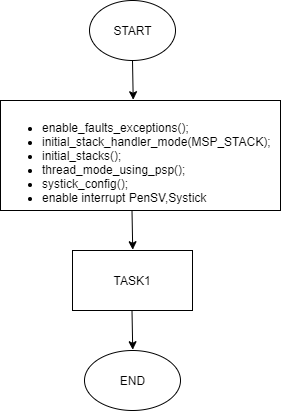 START
enable_faults_exceptions();
initial_stack_handler_mode(MSP_STACK);
initial_stacks();
thread_mode_using_psp();
systick_config();
enable interrupt PenSV,Systick
TASK1
END